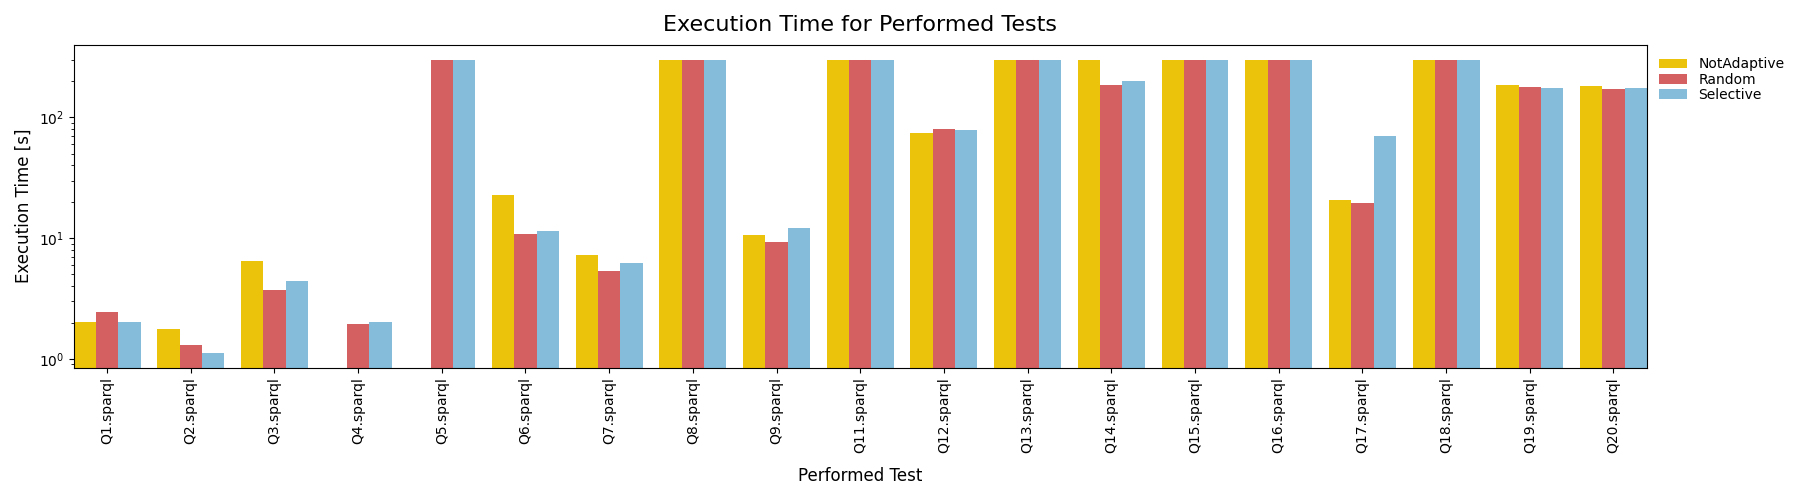 Execution Time for Performed Tests
Execution Time [s]
10²
10¹
10⁰
NotAdaptive
Random
Selective
Q1.sparql
Q2.sparql
Q3.sparql
Q4.sparql
Q5.sparql
Q6.sparql
Q7.sparql
Q8.sparql
Q9.sparql
Q11.sparql
Q12.sparql
Q13.sparql
Q14.sparql
Q15.sparql
Q16.sparql
Q17.sparql
Q18.sparql
Q19.sparql
Q20.sparql
Performed Test